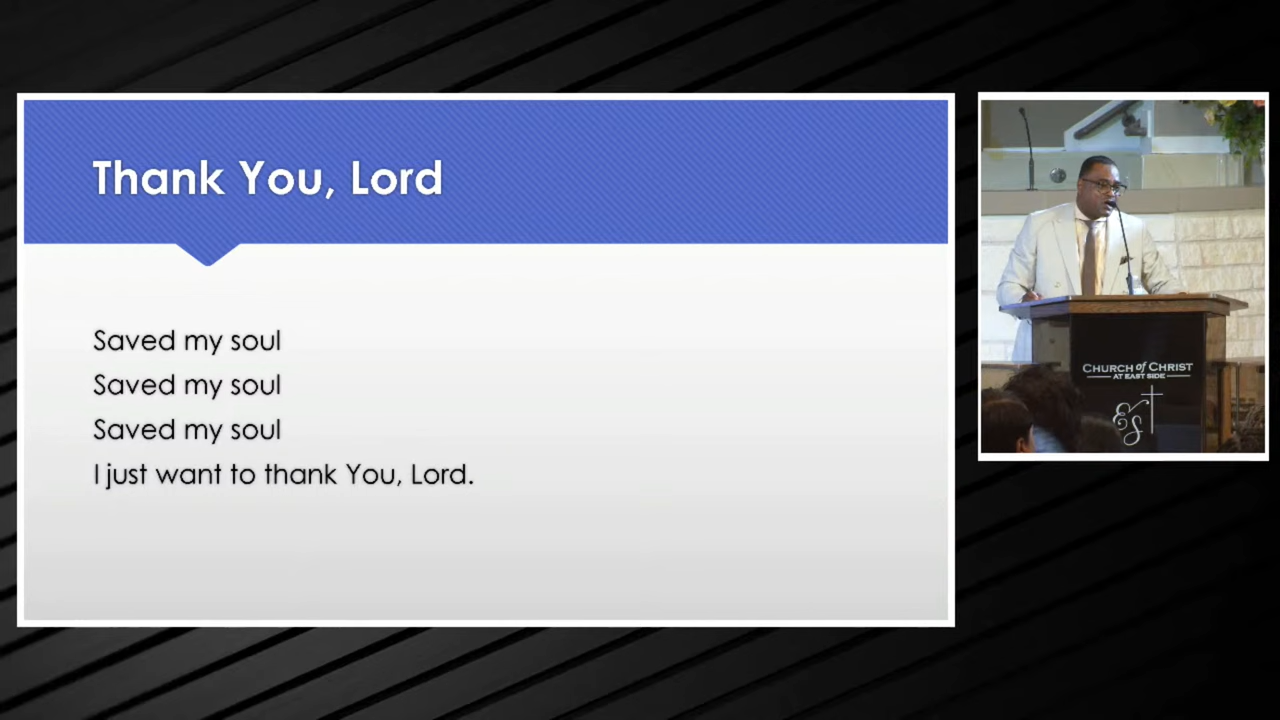 Thank You, Lord
Saved my soul
Saved my soul
Saved my soul
I just want to thank You, Lord.
CHURCH of CHRIST
AT EAST SIDE